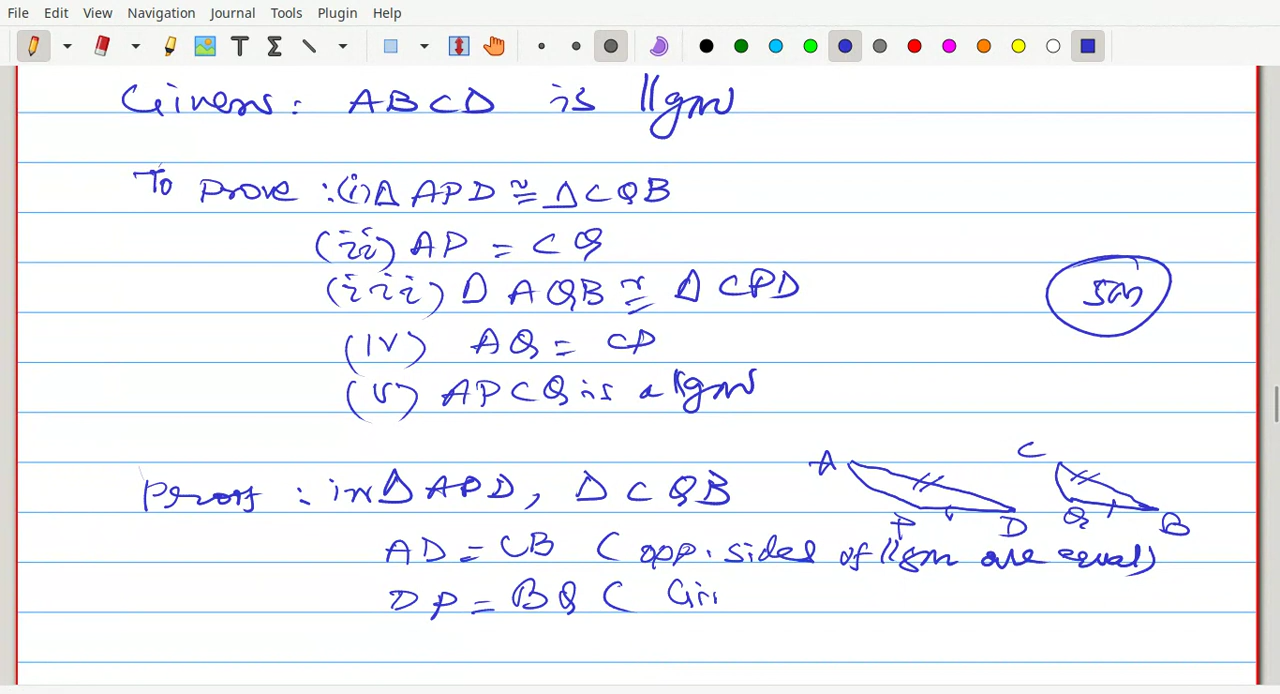 File Edit View Navigation Journal Tools Plugin Help
Given: ABCD is ||gm
To prove : (i) Δ APD ≅ Δ CQB
(ii) AP = CQ
(iii) Δ AQB ≅ Δ CPD
5m
(iv) AQ = CP
(v) APCQ is a ||gm
Proof : in Δ APD, Δ CQB
A P D
C Q B
AD = CB ( opp. sides of ||gm are equal)
DP = BQ ( Giv